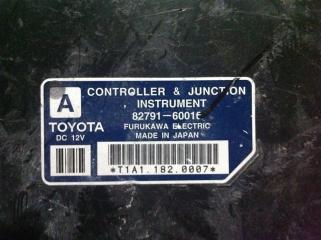 A
CONTROLLER & JUNCTION
INSTRUMENT
TOYOTA
DC 12V
82791-60016
FURUKAWA ELECTRIC
MADE IN JAPAN
*T1A1.182.0007*